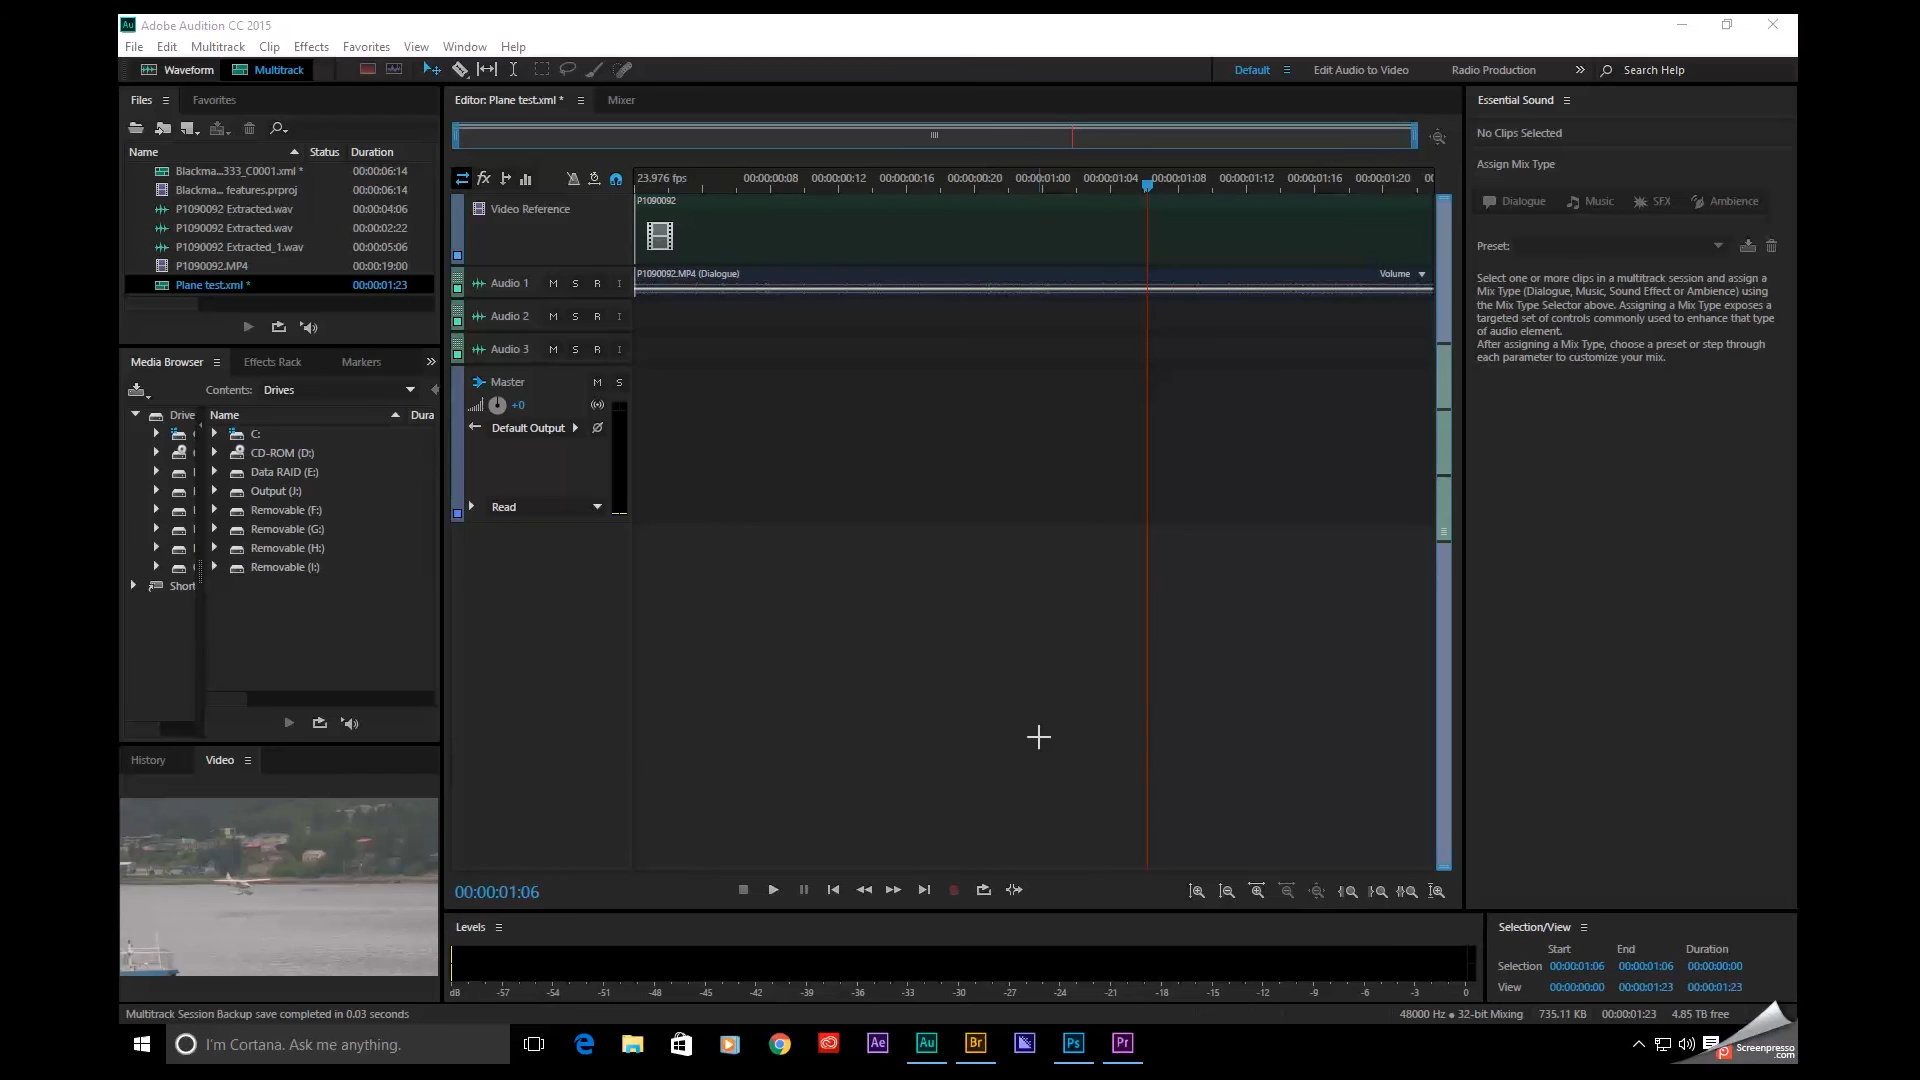 Au Adobe Audition CC 2015
File Edit Multitrack Clip Effects Favorites View Window Help
Waveform Multitrack Default Edit Audio to Video Radio Production Search Help
Files Favorites
Name Status Duration
Blackma...333_C0001.xml * 00:00:06:14
Blackma... features.prproj 00:00:06:14
P1090092 Extracted.wav 00:00:04:06
P1090092 Extracted.wav 00:00:02:22
P1090092 Extracted_1.wav 00:00:05:06
P1090092.MP4 00:00:19:00
Plane test.xml * 00:00:01:23
Media Browser Effects Rack Markers
Contents: Drives
Drive Name Dura
C:
CD-ROM (D:)
Data RAID (E:)
Output (J:)
Removable (F:)
Removable (G:)
Removable (H:)
Removable (I:)
Short
History Video
Editor: Plane test.xml * Mixer
fx 23.976 fps 00:00:00:08 00:00:00:12 00:00:00:16 00:00:00:20 00:00:01:00 00:00:01:04 00:00:01:08 00:00:01:12 00:00:01:16 00:00:01:20 00
Video Reference P1090092
P1090092.MP4 (Dialogue) Volume
Audio 1 M S R I
Audio 2 M S R I
Audio 3 M S R I
Master M S
+0
Default Output
Read
00:00:01:06
Levels
dB -57 -54 -51 -48 -45 -42 -39 -36 -33 -30 -27 -24 -21 -18 -15 -12 -9 -6 -3 0
Essential Sound
No Clips Selected
Assign Mix Type
Dialogue Music SFX Ambience
Preset:
Select one or more clips in a multitrack session and assign a
Mix Type (Dialogue, Music, Sound Effect or Ambience) using
the Mix Type Selector above. Assigning a Mix Type exposes a
targeted set of controls commonly used to enhance that type
of audio element.
After assigning a Mix Type, choose a preset or step through
each parameter to customize your mix.
Selection/View
Start End Duration
Selection 00:00:01:06 00:00:01:06 00:00:00:00
View 00:00:00:00 00:00:01:23 00:00:01:23
Multitrack Session Backup save completed in 0.03 seconds
48000 Hz ● 32-bit Mixing 735.11 KB 00:00:01:23 4.85 TB free
I'm Cortana. Ask me anything.
Ae Au Br Ps Pr
Screenpresso
.com